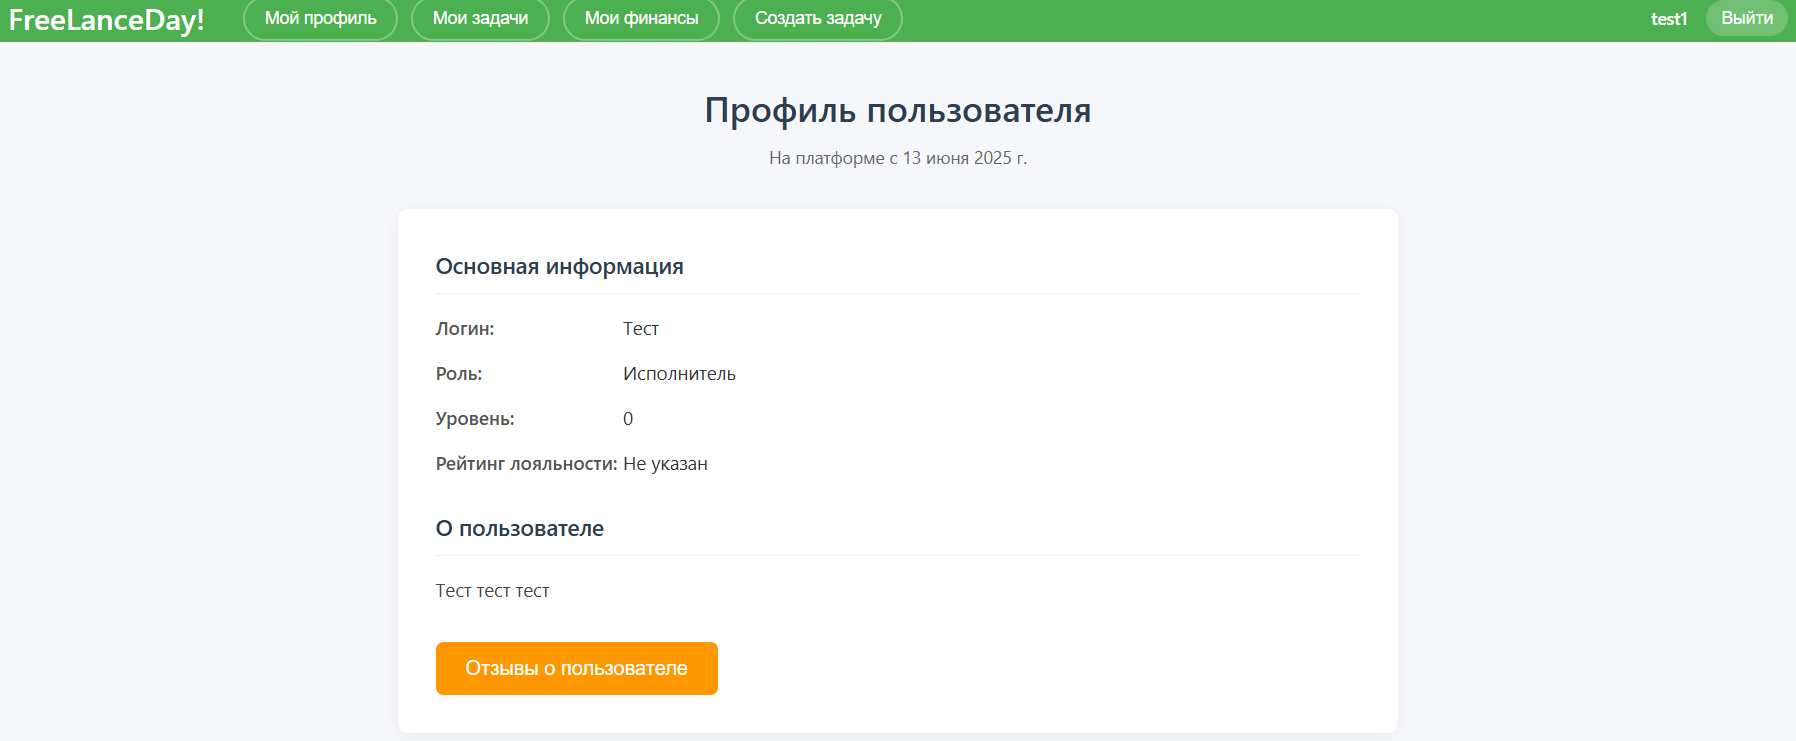 FreeLanceDay! Мой профиль Мои задачи Мои финансы Создать задачу test1 Выйти
Профиль пользователя
На платформе с 13 июня 2025 г.
Основная информация
Логин: Тест
Роль: Исполнитель
Уровень: 0
Рейтинг лояльности: Не указан
О пользователе
Тест тест тест
Отзывы о пользователе